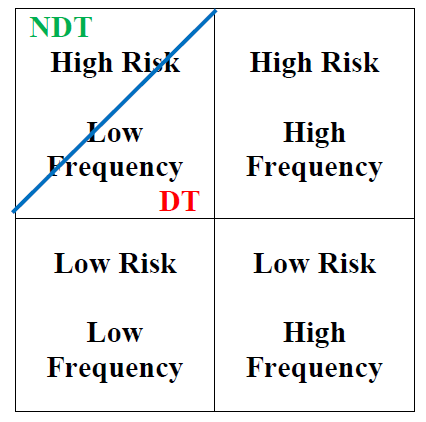 NDT
High Risk
Low
Frequency
DT
High Risk
High
Frequency
Low Risk
Low
Frequency
Low Risk
High
Frequency